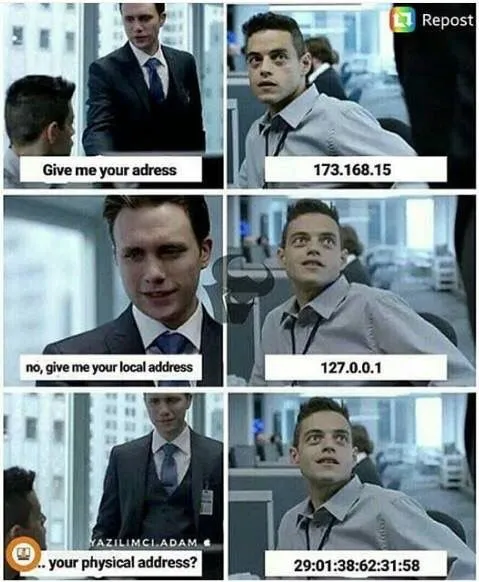 Repost
Give me your adress
173.168.15
no, give me your local address
127.0.0.1
YAZILIMCI.ADAM
.. your physical address?
29:01:38:62:31:58